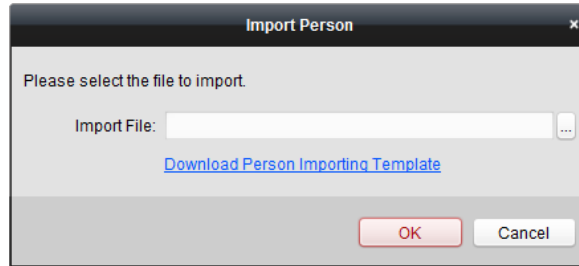 Import Person ×
Please select the file to import.
Import File: ...
Download Person Importing Template
OK Cancel